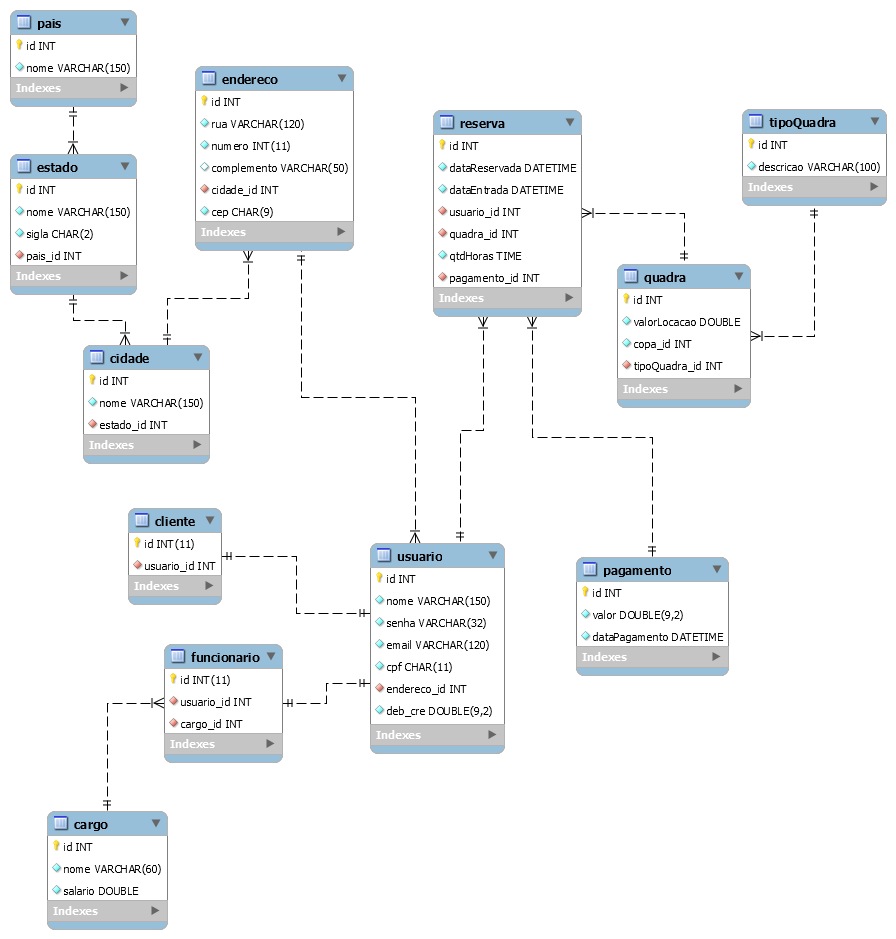 pais
id INT
nome VARCHAR(150)
Indexes
estado
id INT
nome VARCHAR(150)
sigla CHAR(2)
pais_id INT
Indexes
endereco
id INT
rua VARCHAR(120)
numero INT(11)
complemento VARCHAR(50)
cidade_id INT
cep CHAR(9)
Indexes
cidade
id INT
nome VARCHAR(150)
estado_id INT
Indexes
reserva
id INT
dataReservada DATETIME
dataEntrada DATETIME
usuario_id INT
quadra_id INT
qtdHoras TIME
pagamento_id INT
Indexes
tipoQuadra
id INT
descricao VARCHAR(100)
Indexes
quadra
id INT
valorLocacao DOUBLE
copa_id INT
tipoQuadra_id INT
Indexes
cliente
id INT(11)
usuario_id INT
Indexes
funcionario
id INT(11)
usuario_id INT
cargo_id INT
Indexes
usuario
id INT
nome VARCHAR(150)
senha VARCHAR(32)
email VARCHAR(120)
cpf CHAR(11)
endereco_id INT
deb_cre DOUBLE(9,2)
Indexes
pagamento
id INT
valor DOUBLE(9,2)
dataPagamento DATETIME
Indexes
cargo
id INT
nome VARCHAR(60)
salario DOUBLE
Indexes